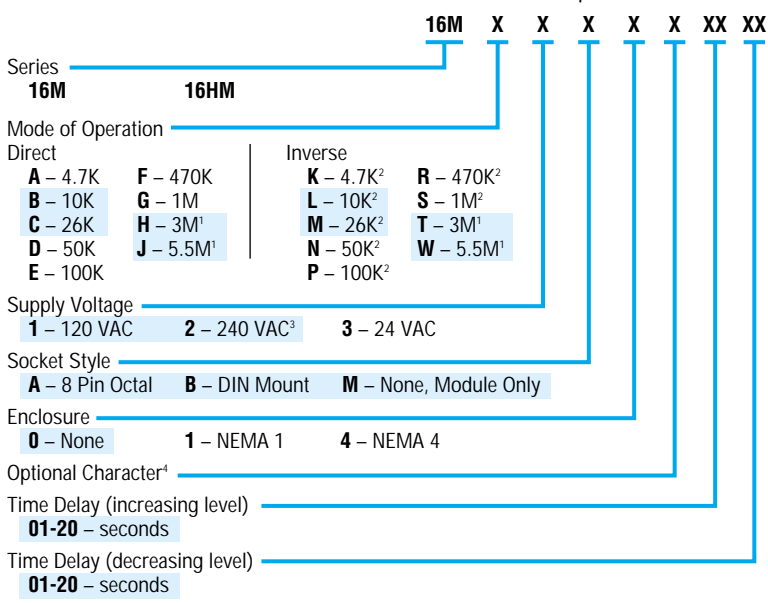 16M X X X X X XX XX
Series
16M 16HM
Mode of Operation
Direct Inverse
A – 4.7K F – 470K K – 4.7K² R – 470K²
B – 10K G – 1M L – 10K² S – 1M²
C – 26K H – 3M¹ M – 26K² T – 3M¹
D – 50K J – 5.5M¹ N – 50K² W – 5.5M¹
E – 100K P – 100K²
Supply Voltage
1 – 120 VAC 2 – 240 VAC³ 3 – 24 VAC
Socket Style
A – 8 Pin Octal B – DIN Mount M – None, Module Only
Enclosure
0 – None 1 – NEMA 1 4 – NEMA 4
Optional Character⁴
Time Delay (increasing level)
01-20 – seconds
Time Delay (decreasing level)
01-20 – seconds